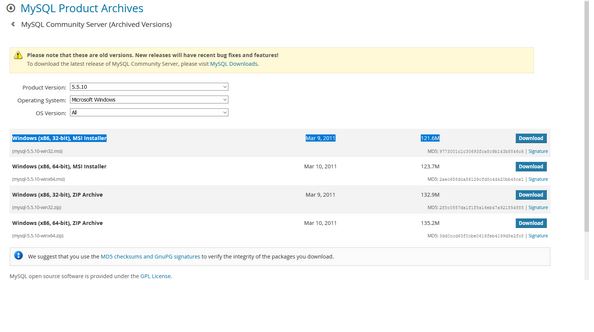 MySQL Product Archives
MySQL Community Server (Archived Versions)
Please note that these are old versions. New releases will have recent bug fixes and features!
To download the latest release of MySQL Community Server, please visit MySQL Downloads.
Product Version: 5.5.10
Operating System: Microsoft Windows
OS Version: All
Windows (x86, 32-bit), MSI Installer Mar 9, 2011 121.6M Download
(mysql-5.5.10-win32.msi) MD5: | Signature
Windows (x86, 64-bit), MSI Installer Mar 10, 2011 123.7M Download
(mysql-5.5.10-winx64.msi) MD5: | Signature
Windows (x86, 32-bit), ZIP Archive Mar 9, 2011 132.9M Download
(mysql-5.5.10-win32.zip) MD5: | Signature
Windows (x86, 64-bit), ZIP Archive Mar 10, 2011 135.2M Download
(mysql-5.5.10-winx64.zip) MD5: | Signature
We suggest that you use the MD5 checksums and GnuPG signatures to verify the integrity of the packages you download.
MySQL open source software is provided under the GPL License.